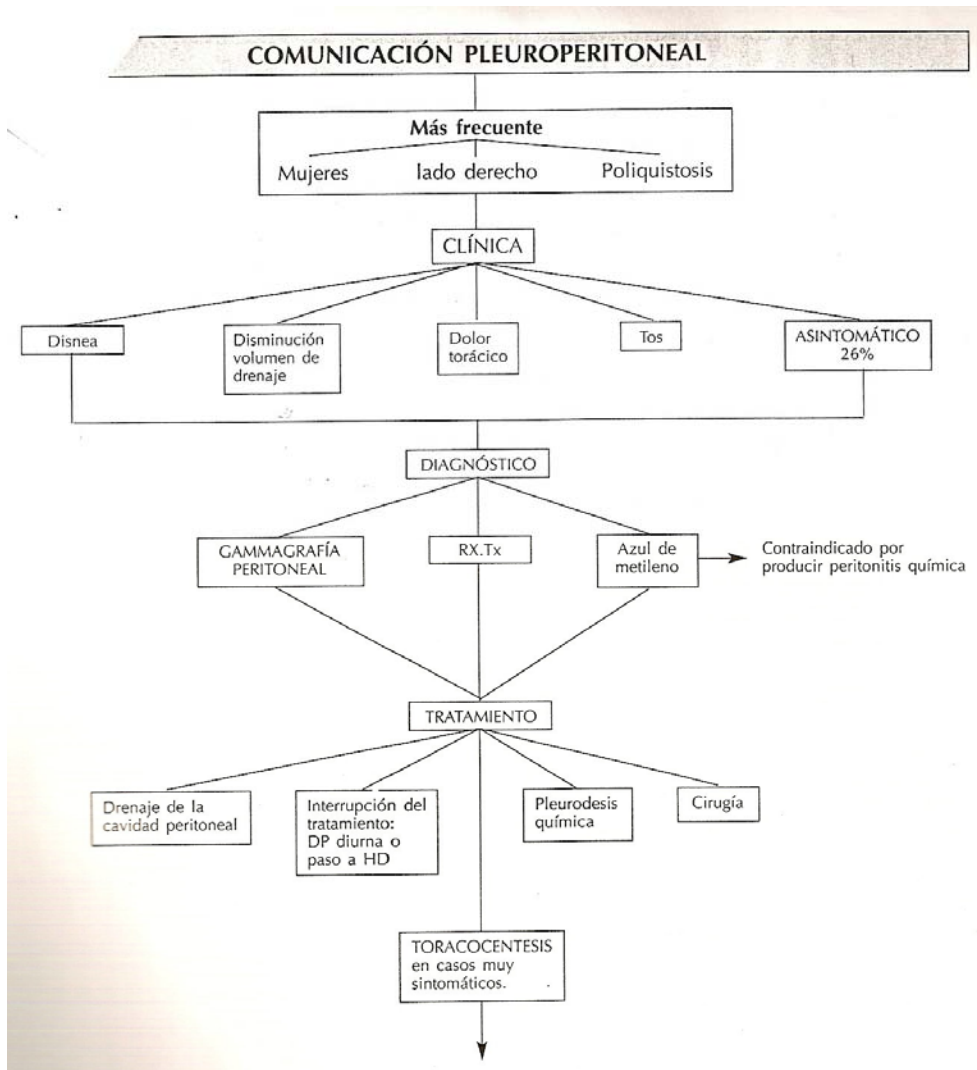 COMUNICACIÓN PLEUROPERITONEAL
Más frecuente
Mujeres
lado derecho
Poliquistosis
CLÍNICA
Disnea
Disminución
volumen de
drenaje
Dolor
torácico
Tos
ASINTOMÁTICO
26%
DIAGNÓSTICO
GAMMAGRAFÍA
PERITONEAL
RX.Tx
Azul de
metileno
Contraindicado por
producir peritonitis química
TRATAMIENTO
Drenaje de la
cavidad peritoneal
Interrupción del
tratamiento:
DP diurna o
paso a HD
Pleurodesis
química
Cirugía
TORACOCENTESIS
en casos muy
sintomáticos.